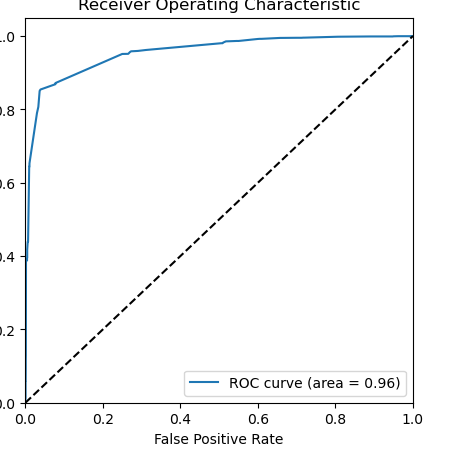 Receiver Operating Characteristic
1.0
0.8
0.6
0.4
0.2
0.0
0.0 0.2 0.4 0.6 0.8 1.0
False Positive Rate
ROC curve (area = 0.96)